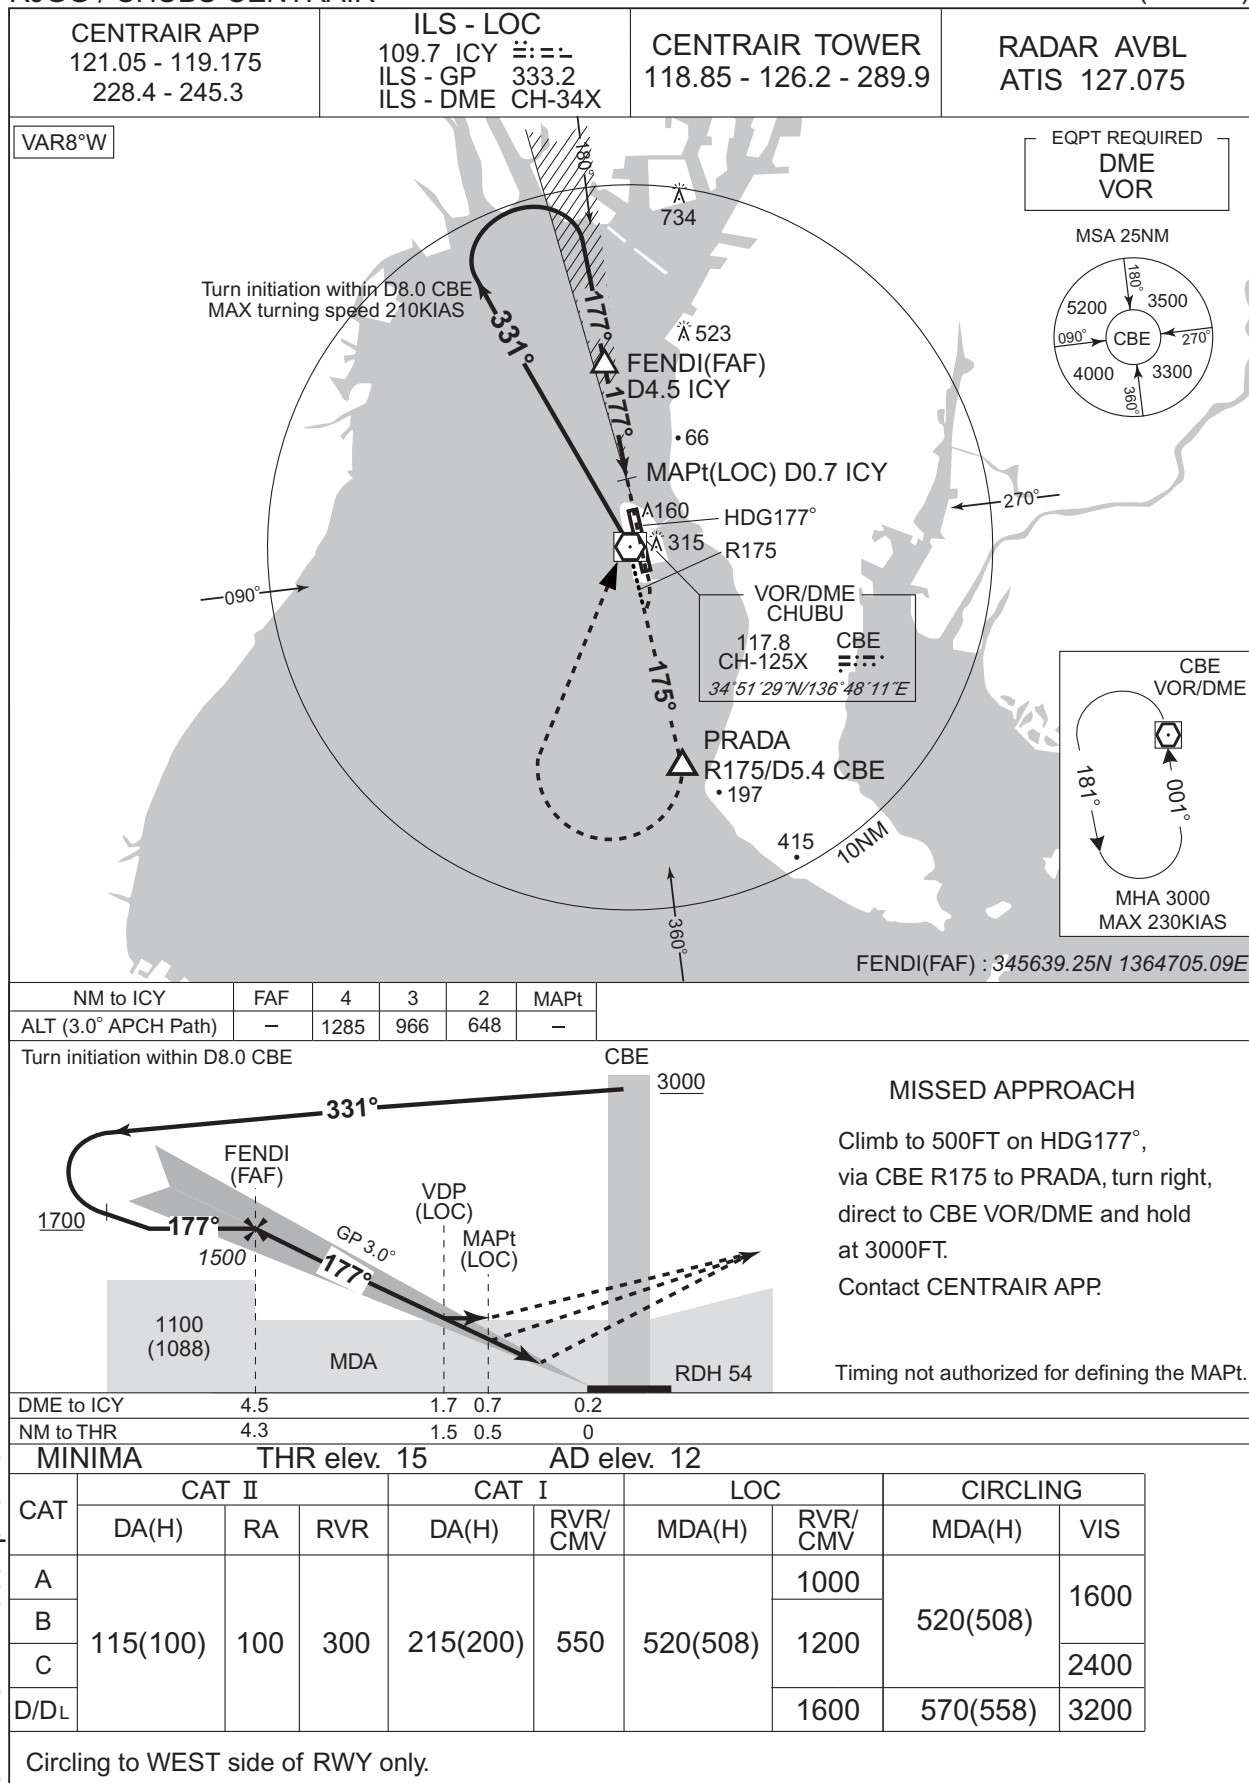 CENTRAIR APP
121.05 - 119.175
228.4 - 245.3
ILS - LOC
109.7 ICY
ILS - GP 333.2
ILS - DME CH-34X
CENTRAIR TOWER
118.85 - 126.2 - 289.9
RADAR AVBL
ATIS 127.075
VAR8°W
EQPT REQUIRED
DME
VOR
MSA 25NM
180°
5200
3500
090°
CBE
270°
4000
3300
360°
180°
734
Turn initiation within D8.0 CBE
MAX turning speed 210KIAS
331°
177°
523
FENDI(FAF)
D4.5 ICY
177°
66
MAPt(LOC) D0.7 ICY
160
HDG177°
315
R175
270°
090°
VOR/DME
CHUBU
117.8 CBE
CH-125X
34°51´29˝N/136°48´11˝E
175°
PRADA
R175/D5.4 CBE
197
415
10NM
360°
CBE
VOR/DME
181°
001°
MHA 3000
MAX 230KIAS
FENDI(FAF) : 345639.25N 1364705.09E
NM to ICY FAF 4 3 2 MAPt
ALT (3.0° APCH Path) – 1285 966 648 –
Turn initiation within D8.0 CBE
CBE
3000
331°
FENDI
(FAF)
VDP
(LOC)
MAPt
(LOC)
1700
177°
1500
GP 3.0°
177°
1100
(1088)
MDA
RDH 54
MISSED APPROACH
Climb to 500FT on HDG177°,
via CBE R175 to PRADA, turn right,
direct to CBE VOR/DME and hold
at 3000FT.
Contact CENTRAIR APP.
Timing not authorized for defining the MAPt.
DME to ICY 4.5 1.7 0.7 0.2
NM to THR 4.3 1.5 0.5 0
MINIMA THR elev. 15 AD elev. 12
CAT CAT II CAT I LOC CIRCLING
DA(H) RA RVR DA(H) RVR/CMV MDA(H) RVR/CMV MDA(H) VIS
A 1000
B 115(100) 100 300 215(200) 550 520(508) 1200 520(508) 1600
C 2400
D/DL 1600 570(558) 3200
Circling to WEST side of RWY only.